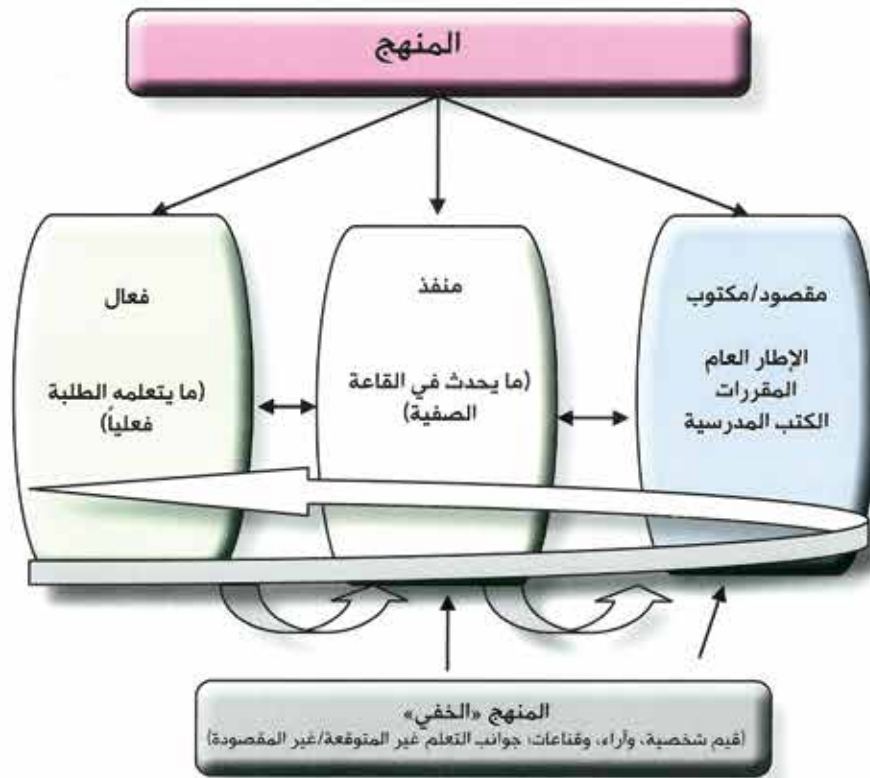 المنهج
مقصود/مكتوب
الإطار العام
المقررات
الكتب المدرسية
منفذ
(ما يحدث في القاعة
الصفية)
فعال
(ما يتعلمه الطلبة
فعلياً)
المنهج «الخفي»
(قيم شخصية، وأراء، وقناعات؛ جوانب التعلم غير المتوقعة/غير المقصودة)